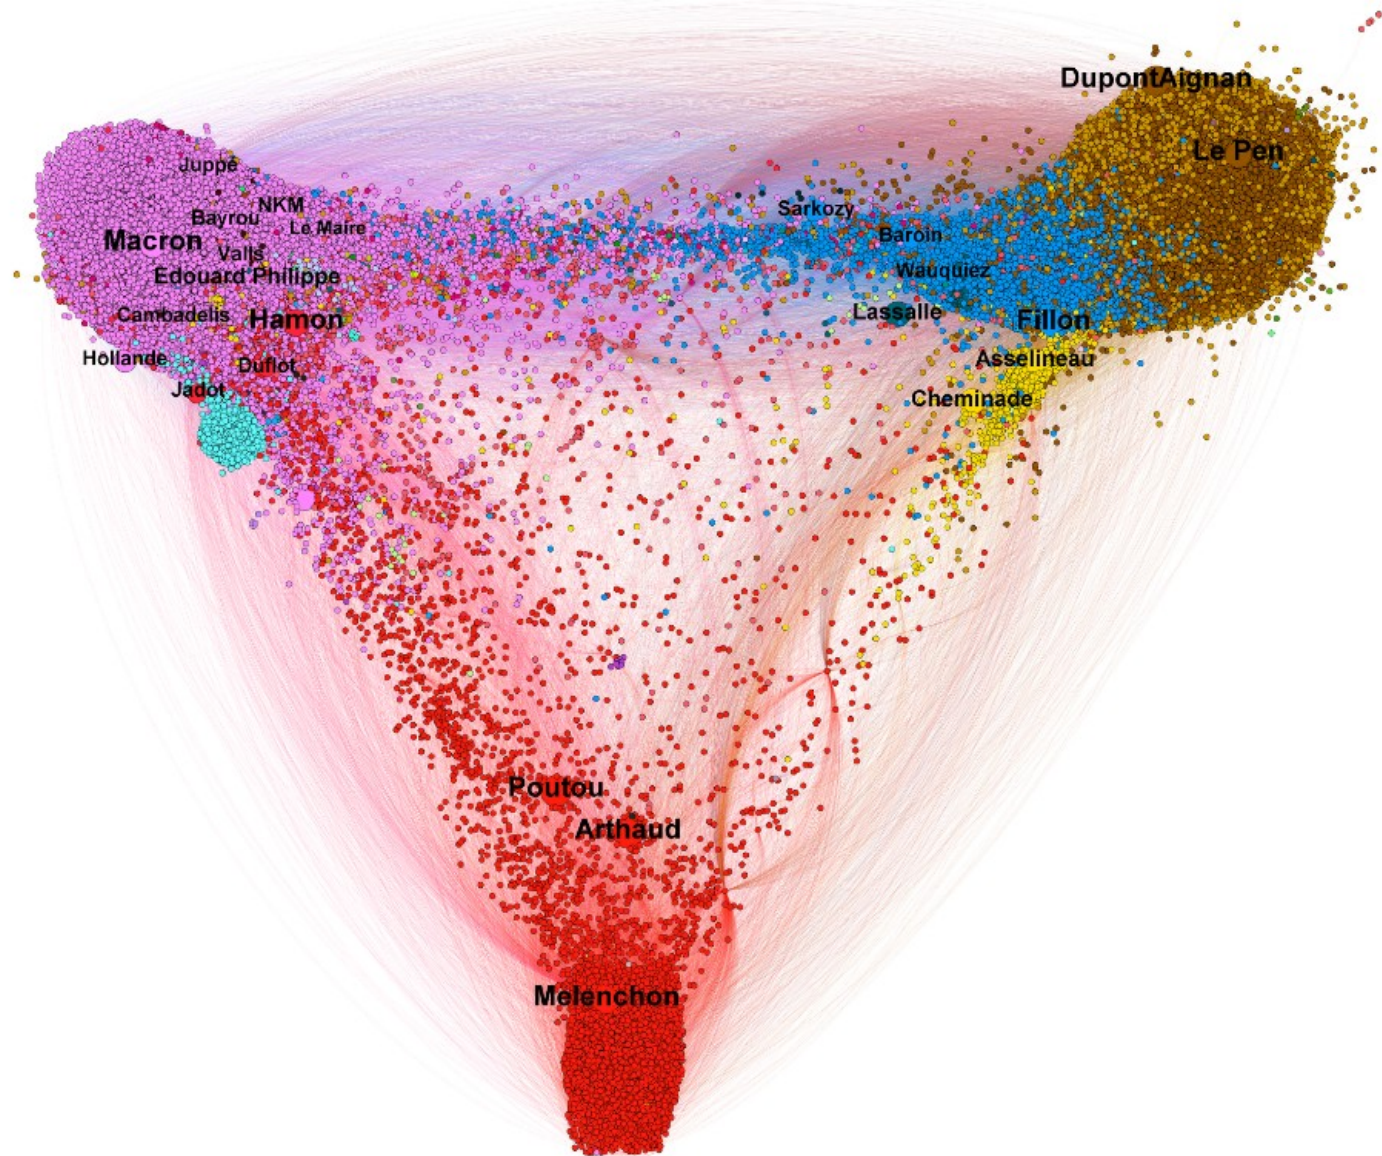 DupontAignan
Le Pen
Juppé
NKM
Sarkozy
Bayrou
Le Maire
Baroin
Macron
Valls
Wauquiez
Edouard Philippe
Lassalle
Cambadelis
Hamon
Fillon
Hollande
Duflot
Asselineau
Jadot
Cheminade
Poutou
Arthaud
Melenchon